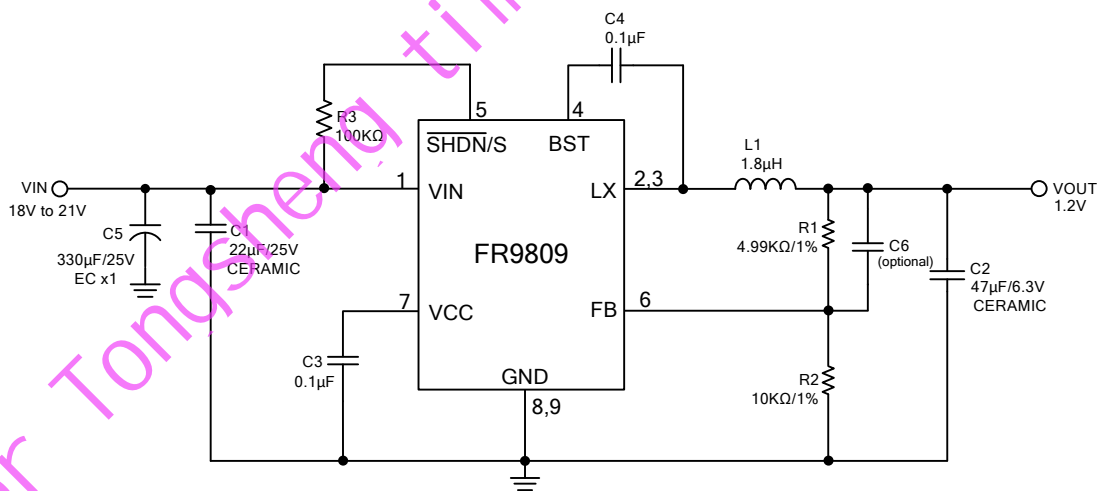 C4
0.1μF
5
4
R3
100KΩ
SHDN/S
BST
L1
1.8μH
VIN
18V to 21V
1
VIN
LX
2,3
VOUT
1.2V
C5
330μF/25V
EC x1
C1
22μF/25V
CERAMIC
FR9809
R1
4.99KΩ/1%
C6
(optional)
C2
47μF/6.3V
CERAMIC
7
VCC
FB
6
C3
0.1μF
GND
8,9
R2
10KΩ/1%
Tongsheng